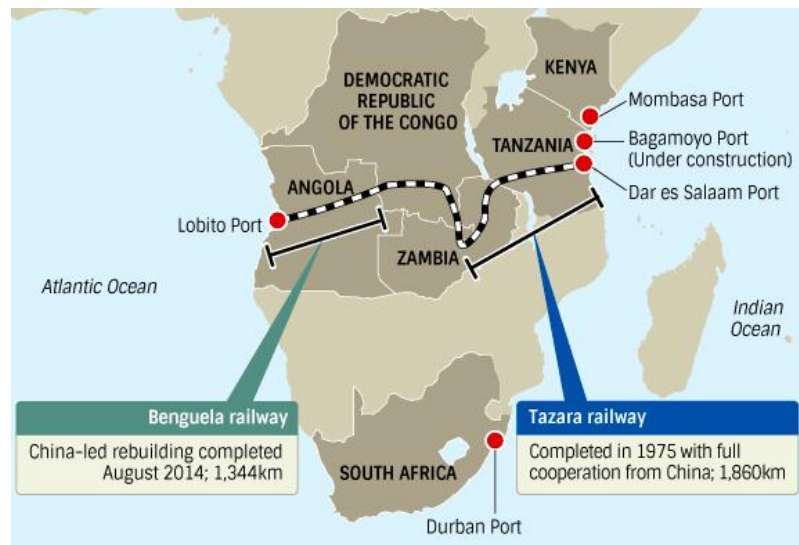 KENYA
DEMOCRATIC
REPUBLIC
OF THE CONGO
Mombasa Port
TANZANIA
Bagamoyo Port
(Under construction)
ANGOLA
Dar es Salaam Port
Lobito Port
ZAMBIA
Atlantic Ocean
Indian
Ocean
Benguela railway
China-led rebuilding completed
August 2014; 1,344km
Tazara railway
Completed in 1975 with full
cooperation from China; 1,860km
SOUTH AFRICA
Durban Port